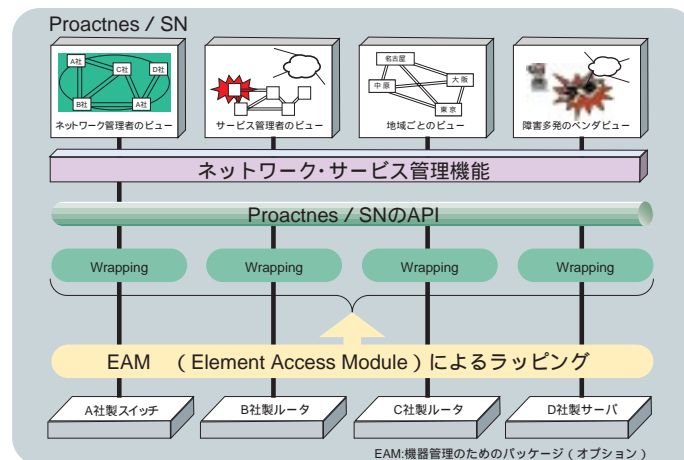 Proactnes / SN
A社
C社
D社
B社
A社
ネットワーク管理者のビュー
サービス管理者のビュー
名古屋
中原
大阪
東京
地域ごとのビュー
障害多発のベンダビュー
ネットワーク・サービス管理機能
Proactnes / SNのAPI
Wrapping
Wrapping
Wrapping
Wrapping
EAM (Element Access Module)によるラッピング
A社製スイッチ
B社製ルータ
C社製ルータ
D社製サーバ
EAM:機器管理のためのパッケージ(オプション)